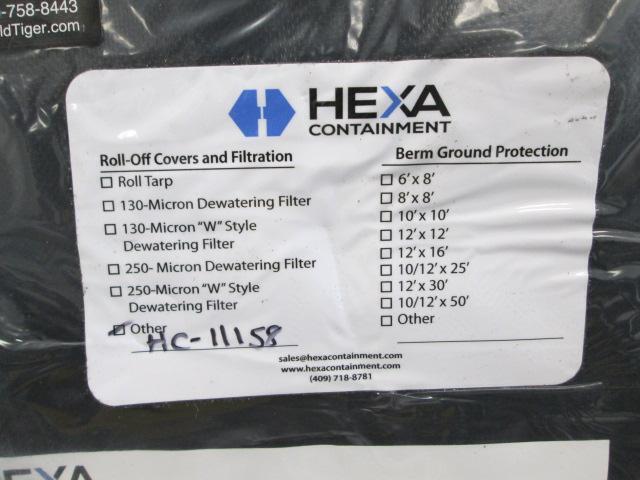 -758-8443
ldTiger.com
HEXA
CONTAINMENT
Roll-Off Covers and Filtration
☐ Roll Tarp
☐ 130-Micron Dewatering Filter
☐ 130-Micron "W" Style
Dewatering Filter
☐ 250- Micron Dewatering Filter
☐ 250-Micron "W" Style
Dewatering Filter
☐ Other
HC-11158
Berm Ground Protection
☐ 6' x 8'
☐ 8' x 8'
☐ 10' x 10'
☐ 12' x 12'
☐ 12' x 16'
☐ 10/12' x 25'
☐ 12' x 30'
☐ 10/12' x 50'
☐ Other
sales@hexacontainment.com
www.hexacontainment.com
(409) 718-8781
HEXA